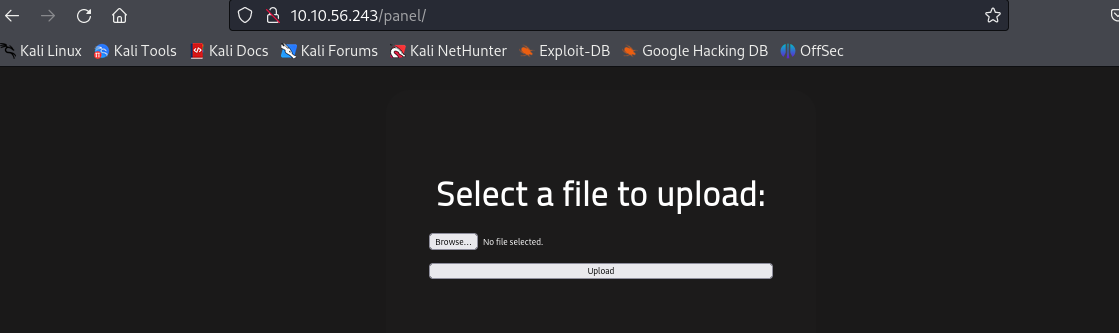 10.10.56.243/panel/
Kali Linux Kali Tools Kali Docs Kali Forums Kali NetHunter Exploit-DB Google Hacking DB OffSec
Select a file to upload:
Browse... No file selected.
Upload